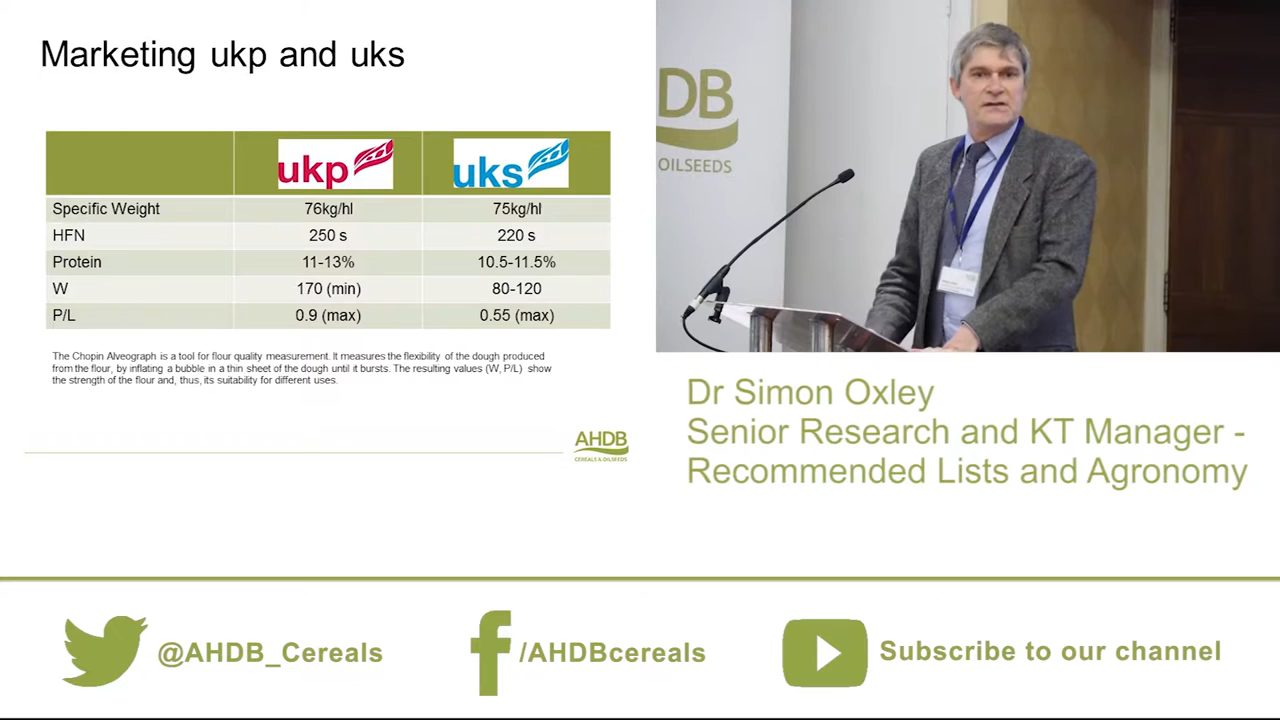 Marketing ukp and uks
ukp uks
Specific Weight 76kg/hl 75kg/hl
HFN 250 s 220 s
Protein 11-13% 10.5-11.5%
W 170 (min) 80-120
P/L 0.9 (max) 0.55 (max)
The Chopin Alveograph is a tool for flour quality measurement. It measures the flexibility of the dough produced
from the flour, by inflating a bubble in a thin sheet of the dough until it bursts. The resulting values (W, P/L) show
the strength of the flour and, thus, its suitability for different uses.
AHDB
CEREALS & OILSEEDS
DB
OILSEEDS
Dr Simon Oxley
Senior Research and KT Manager -
Recommended Lists and Agronomy
@AHDB_Cereals
/AHDBcereals
Subscribe to our channel